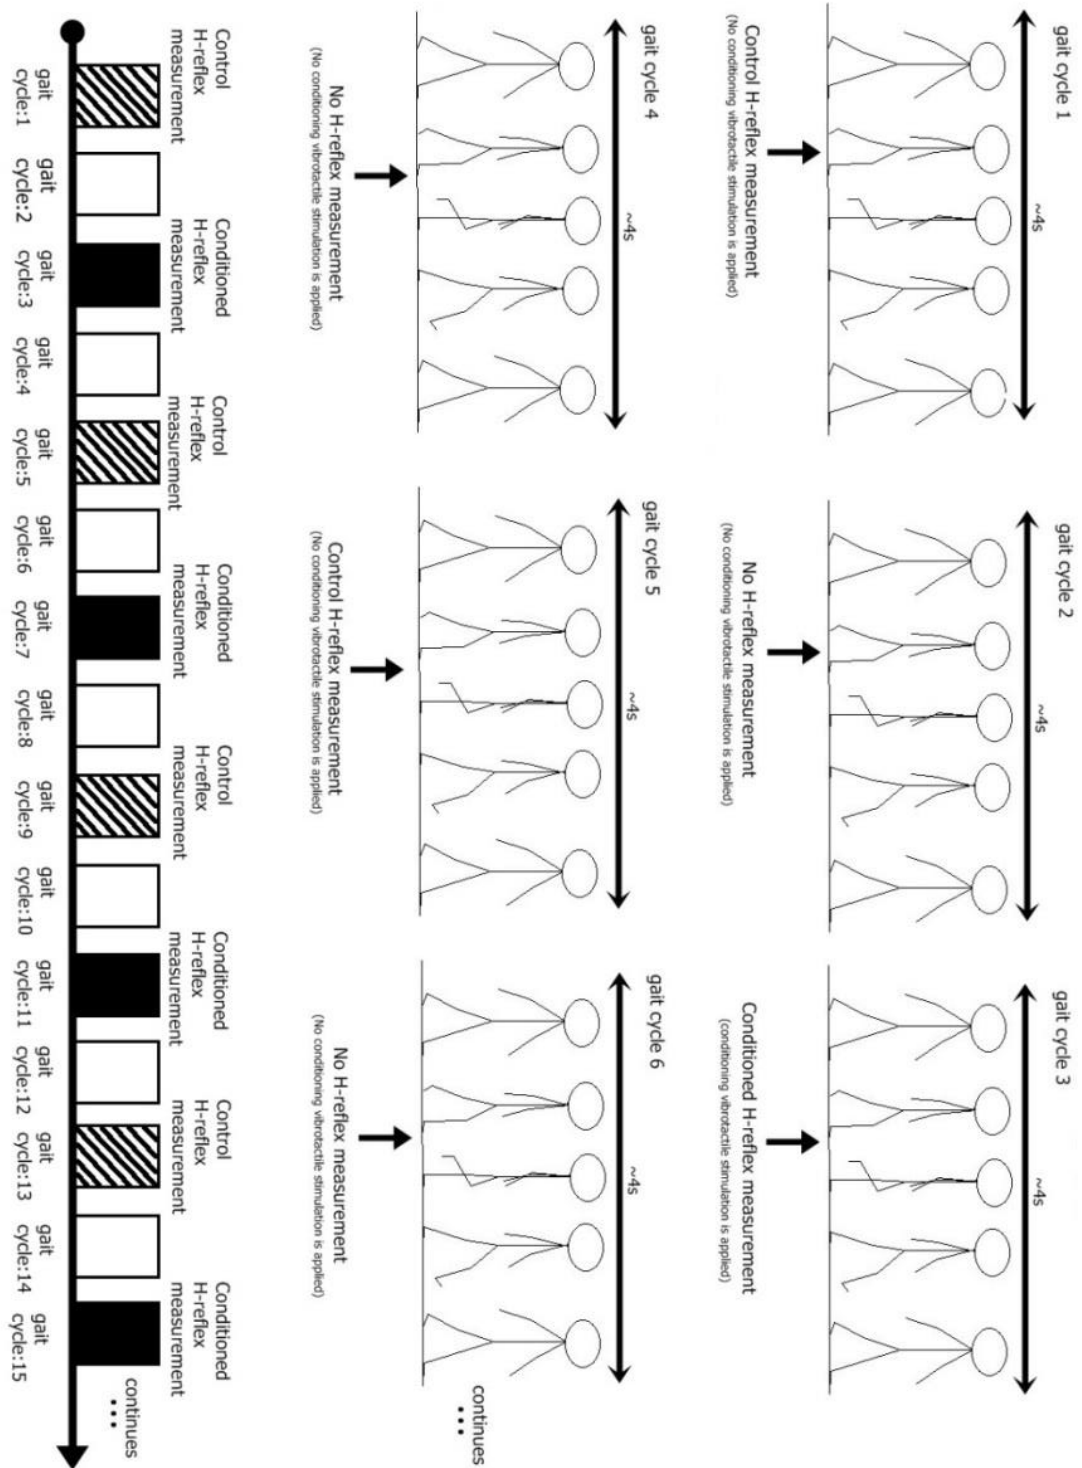 gait cycle 1
~4s
Control H-reflex measurement
(No conditioning vibrotactile stimulation is applied)
gait cycle 2
~4s
No H-reflex measurement
(No conditioning vibrotactile stimulation is applied)
gait cycle 3
~4s
Conditioned H-reflex measurement
(conditioning vibrotactile stimulation is applied)
gait cycle 4
~4s
No H-reflex measurement
(No conditioning vibrotactile stimulation is applied)
gait cycle 5
~4s
Control H-reflex measurement
(No conditioning vibrotactile stimulation is applied)
gait cycle 6
~4s
No H-reflex measurement
(No conditioning vibrotactile stimulation is applied)
continues
...
Control
H-reflex
measurement
Conditioned
H-reflex
measurement
Control
H-reflex
measurement
Conditioned
H-reflex
measurement
Control
H-reflex
measurement
Conditioned
H-reflex
measurement
Control
H-reflex
measurement
Conditioned
H-reflex
measurement
continues
...
gait
cycle:1
gait
cycle:2
gait
cycle:3
gait
cycle:4
gait
cycle:5
gait
cycle:6
gait
cycle:7
gait
cycle:8
gait
cycle:9
gait
cycle:10
gait
cycle:11
gait
cycle:12
gait
cycle:13
gait
cycle:14
gait
cycle:15